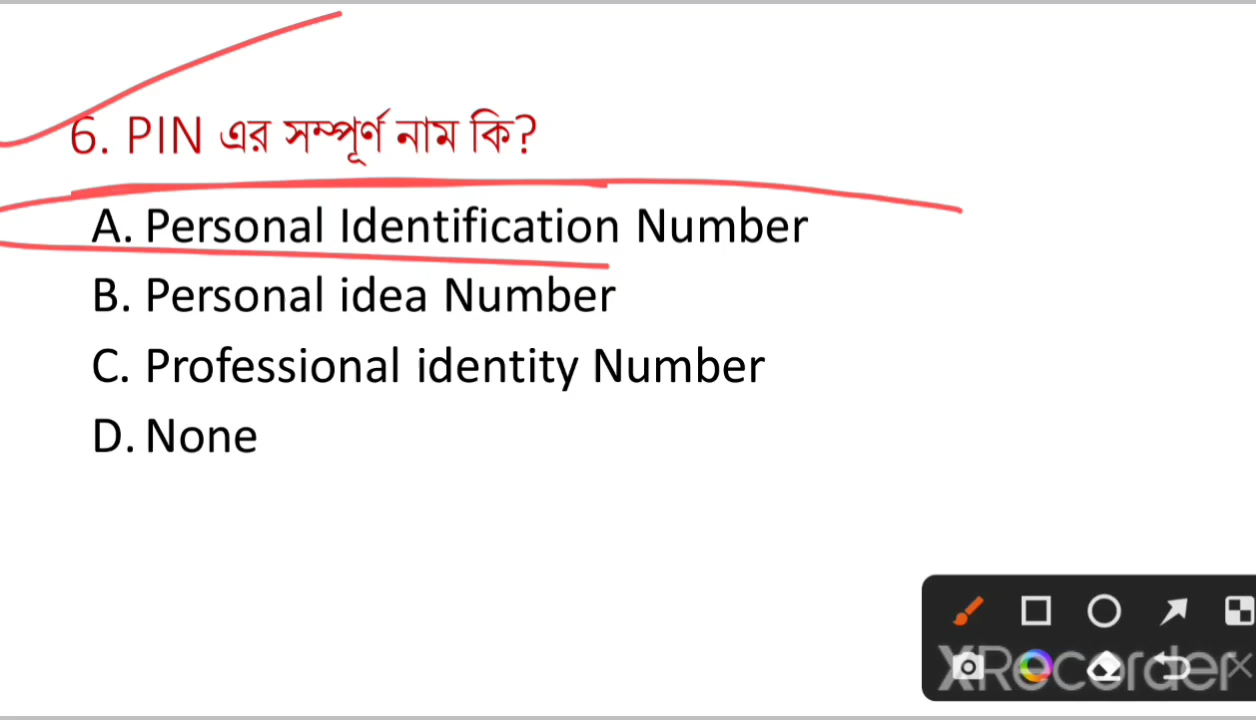 6. PIN এর সম্পূর্ণ নাম কি?
A. Personal Identification Number
B. Personal idea Number
C. Professional identity Number
D. None
XRecorder